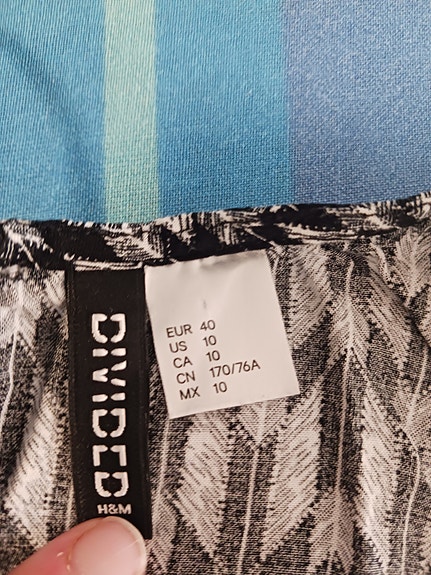 DIVIDED
H&M
EUR 40
US 10
CA 10
CN 170/76A
MX 10